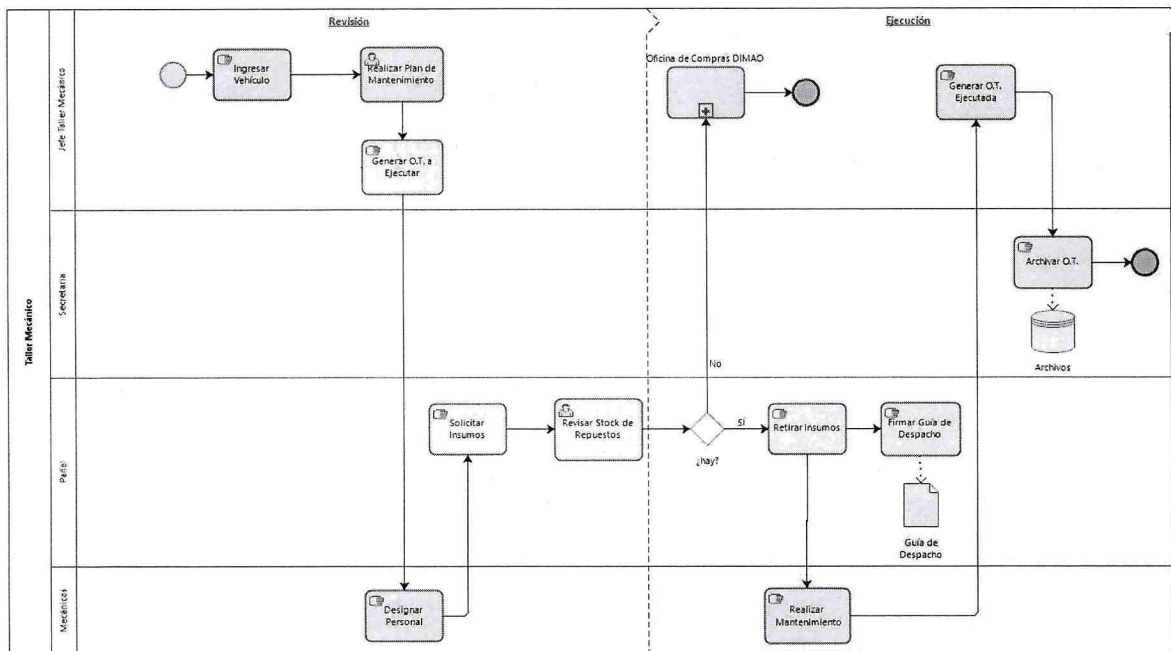 Revisión
Ejecución
Taller Mecánico
Jefe Taller Mecánico
Ingresar
Vehículo
Realizar Plan de
Mantenimiento
Generar O.T. a
Ejecutar
Oficina de Compras DIMAO
Generar O.T.
Ejecutada
Secretaria
Archivar O.T.
Archivos
No
Pañol
Solicitar
Insumos
Revisar Stock de
Repuestos
¿hay?
Sí
Retirar Insumos
Firmar Guía de
Despacho
Guía de
Despacho
Mecánicos
Designar
Personal
Realizar
Mantenimiento